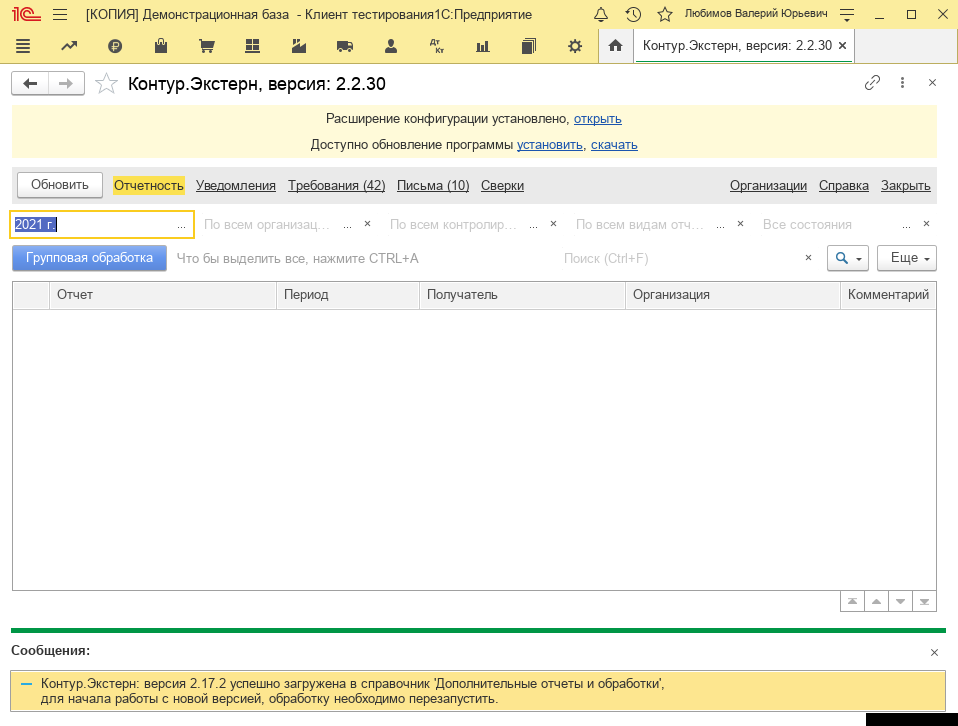 1С [КОПИЯ] Демонстрационная база - Клиент тестирования1С:Предприятие Любимов Валерий Юрьевич
Дт Кт Контур.Экстерн, версия: 2.2.30 ×
Контур.Экстерн, версия: 2.2.30
Расширение конфигурации установлено, открыть
Доступно обновление программы установить, скачать
Обновить Отчетность Уведомления Требования (42) Письма (10) Сверки Организации Справка Закрыть
2021 г. ... По всем организац… ... × По всем контролир… ... × По всем видам отч… ... × Все состояния ... ×
Групповая обработка Что бы выделить все, нажмите CTRL+A Поиск (Ctrl+F) × Еще
Отчет Период Получатель Организация Комментарий
Сообщения:
Контур.Экстерн: версия 2.17.2 успешно загружена в справочник 'Дополнительные отчеты и обработки',
для начала работы с новой версией, обработку необходимо перезапустить.